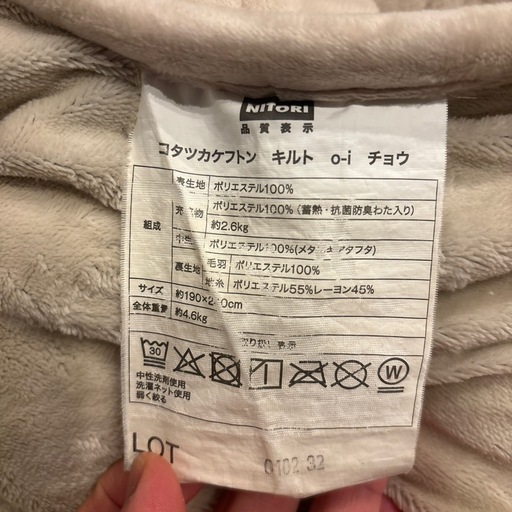 NITORI
品質表示
コタツカケフトン キルト o-i チョウ
組成
表生地 ポリエステル100%
ポリエステル100%(蓄熱・抗菌防臭わた入り)
約2.6kg
ポリエステル100%
裏生地 毛羽 ポリエステル100%
地糸 ポリエステル55%レーヨン45%
サイズ
全体重量 約4.6kg
30
W
中性洗剤使用
洗濯ネット使用
弱く絞る
LOT
0102 32